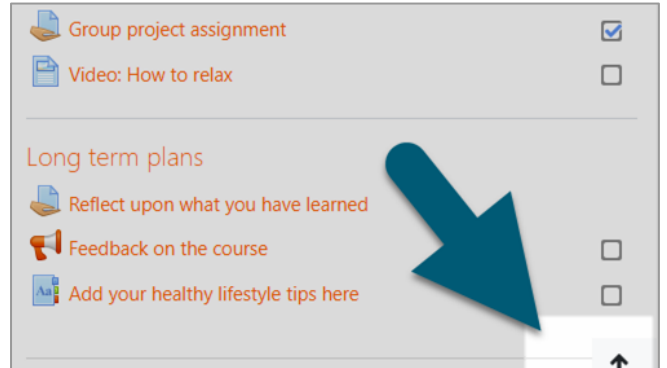 Group project assignment
Video: How to relax
Long term plans
Reflect upon what you have learned
Feedback on the course
Aa
Add your healthy lifestyle tips here